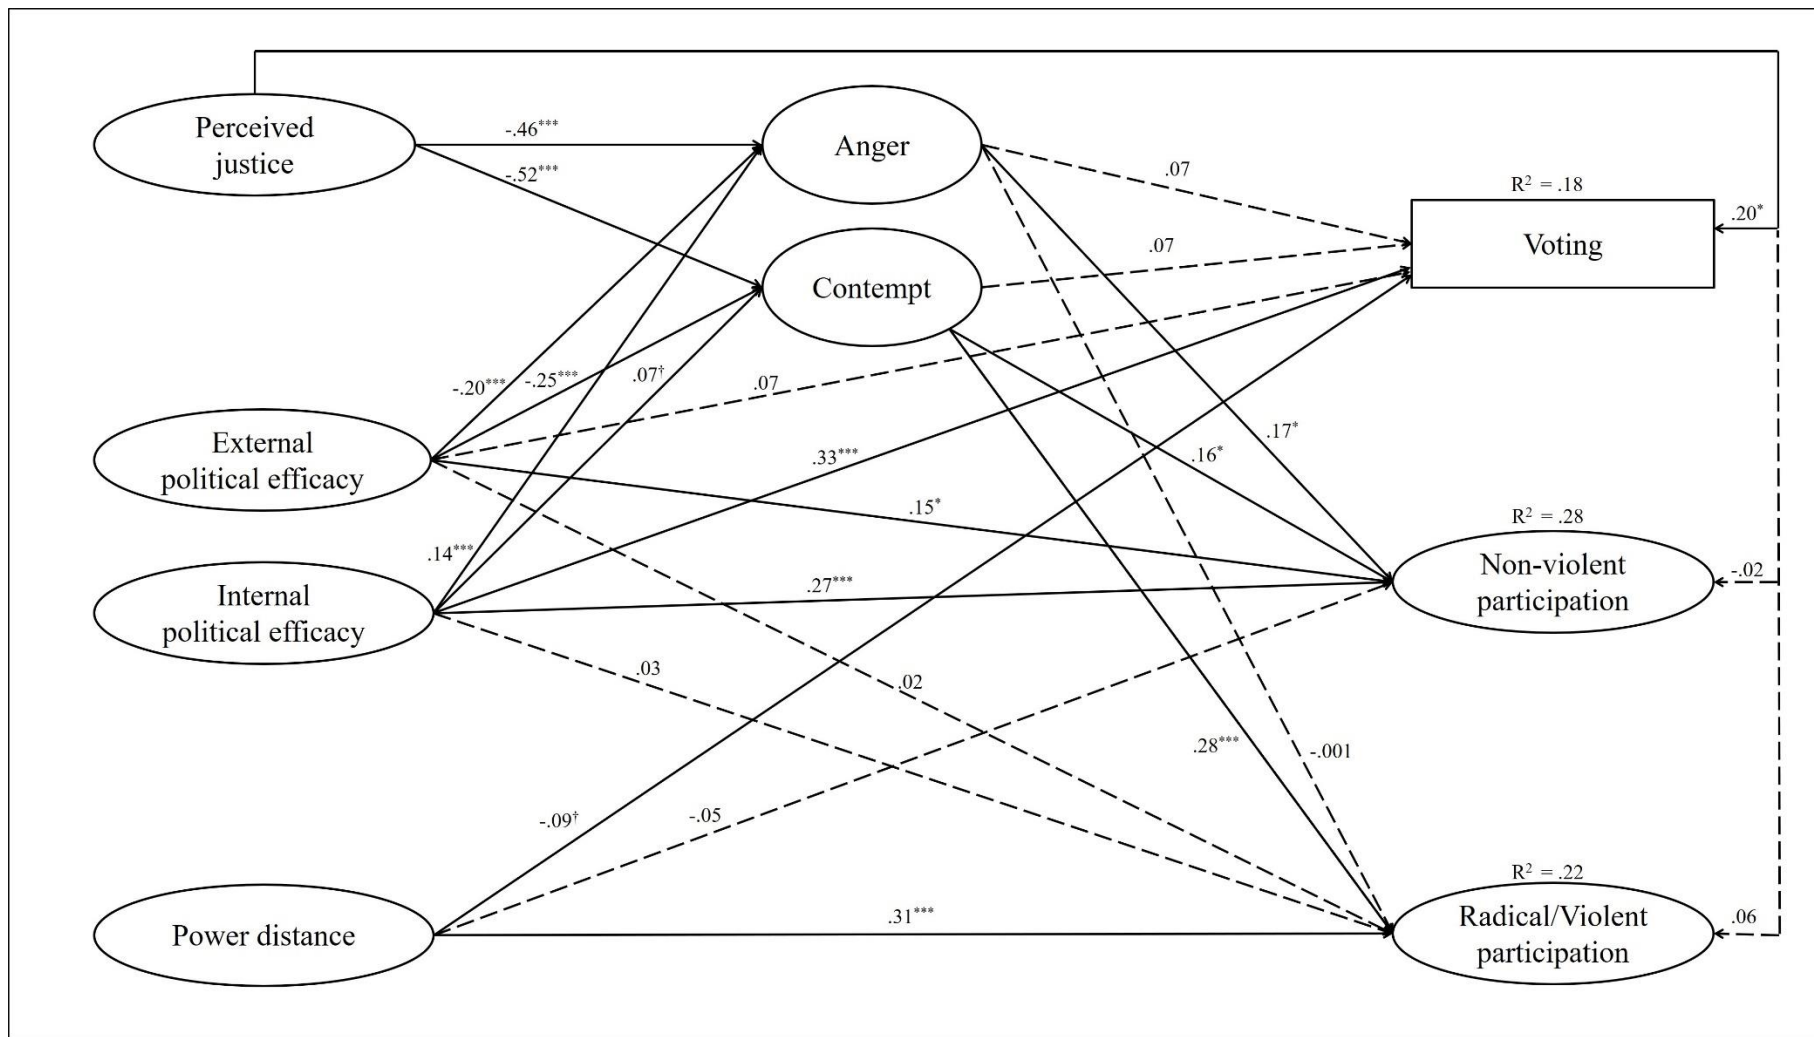 Perceived
justice
-.46***
-.52***
Anger
.07
R² = .18
.20*
Voting
.07
Contempt
-.20***
-.25***
.07†
.07
External
political efficacy
.33***
.17*
.16*
.15*
R² = .28
.14***
.27***
Non-violent
participation
-.02
Internal
political efficacy
.03
.02
.28***
-.001
-.09†
-.05
R² = .22
Power distance
.31***
Radical/Violent
participation
.06